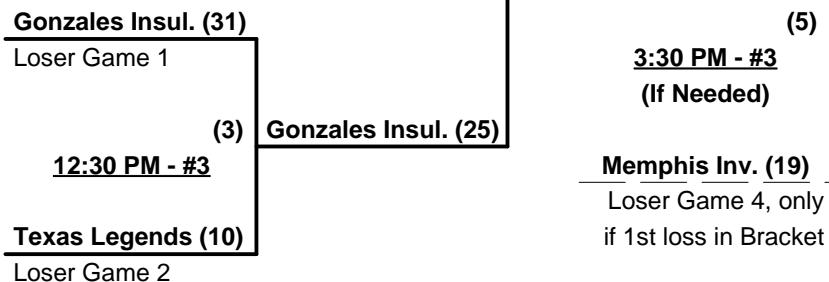 Gonzales Insul. (31)
Loser Game 1
(3)
12:30 PM - #3
Gonzales Insul. (25)
Texas Legends (10)
Loser Game 2
(5)
3:30 PM - #3
(If Needed)
Memphis Inv. (19)
Loser Game 4, only
if 1st loss in Bracket